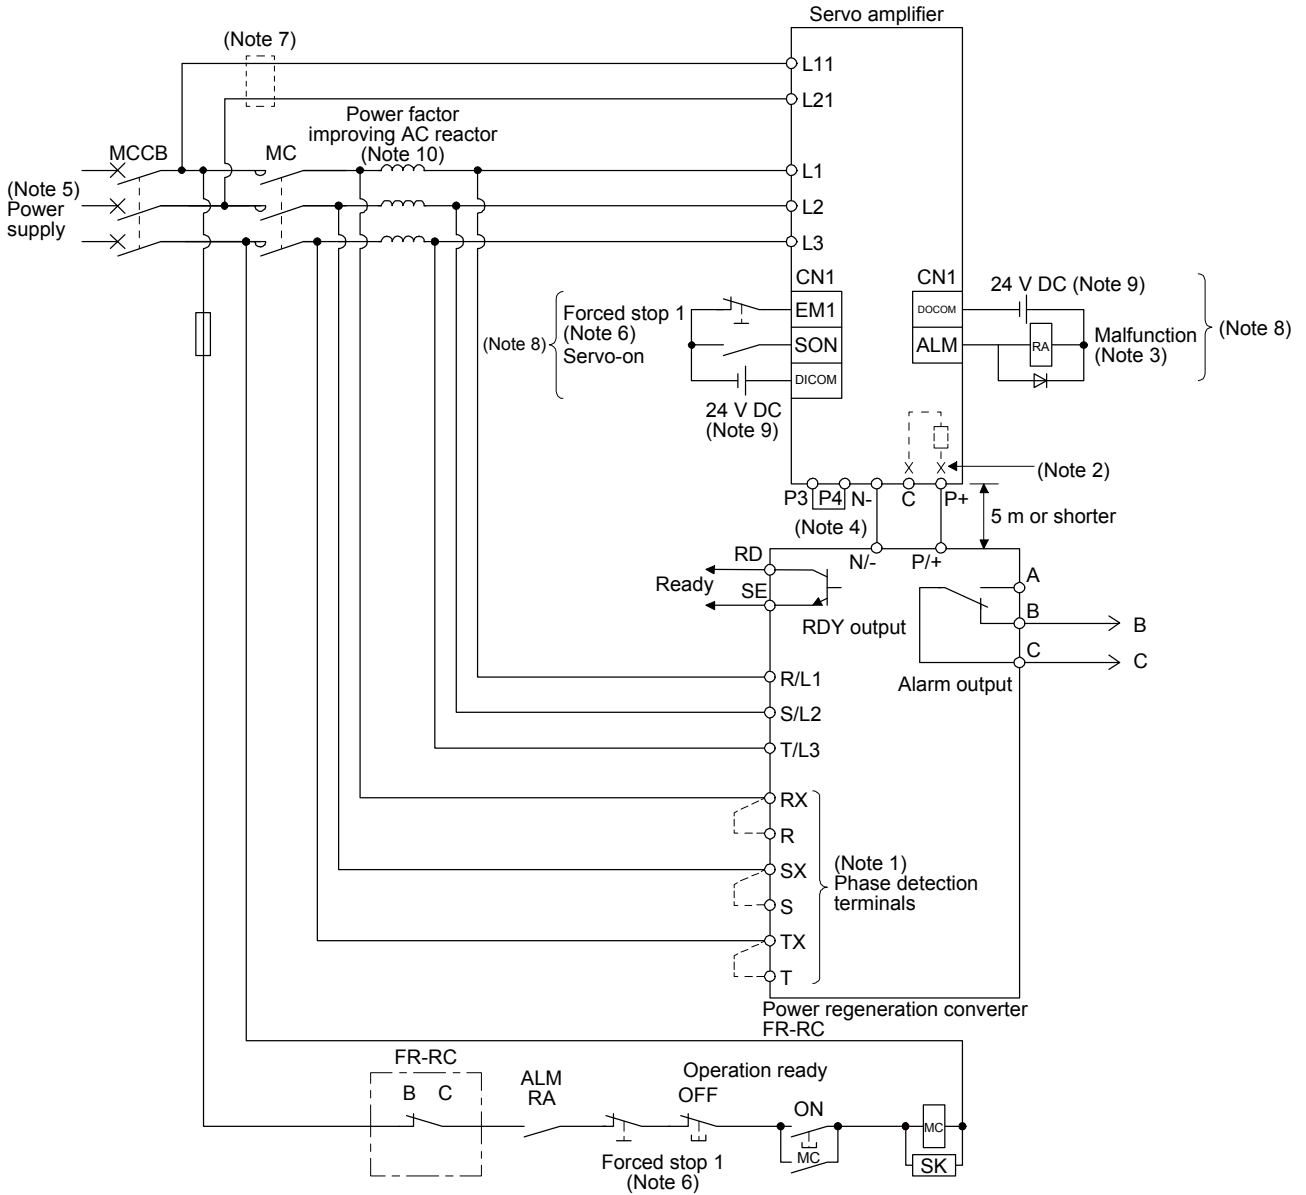 Servo amplifier
(Note 7)
L11
L21
Power factor
improving AC reactor
(Note 10)
MCCB
MC
(Note 5)
Power
supply
L1
L2
L3
CN1
CN1
(Note 8)
Forced stop 1
(Note 6)
Servo-on
EM1
SON
DICOM
24 V DC
(Note 9)
DOCOM
ALM
24 V DC (Note 9)
RA
Malfunction
(Note 3)
(Note 8)
(Note 2)
P3
P4
N-
C
P+
(Note 4)
5 m or shorter
N/-
P/+
RD
Ready
SE
RDY output
A
B
B
C
C
Alarm output
R/L1
S/L2
T/L3
RX
R
SX
S
TX
T
(Note 1)
Phase detection
terminals
Power regeneration converter
FR-RC
FR-RC
B C
ALM
RA
Forced stop 1
(Note 6)
Operation ready
OFF
ON
MC
MC
SK